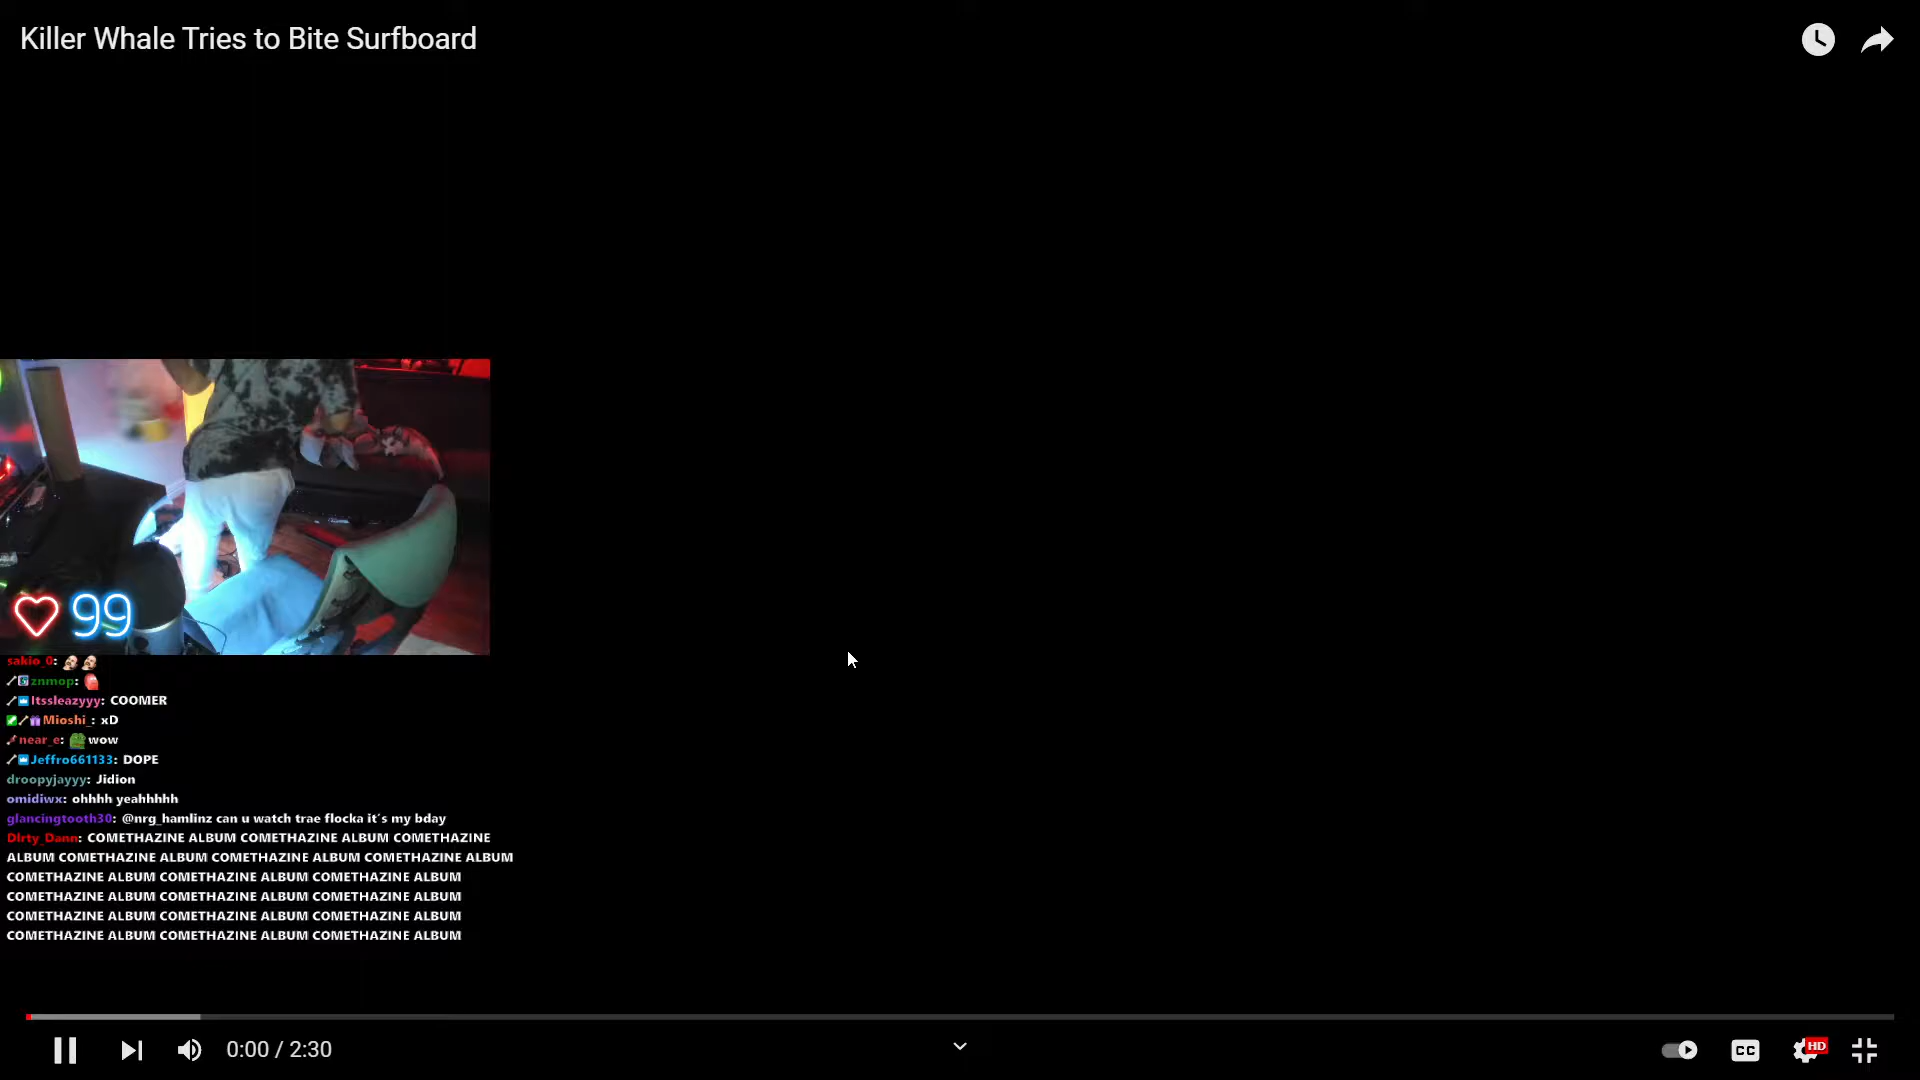 Killer Whale Tries to Bite Surfboard
99
sakio_0:
znmop:
Itssleazyyy: COOMER
Mioshi_: xD
near_e: wow
Jeffro661133: DOPE
droopyjayyy: Jidion
omidiwx: ohhhh yeahhhhh
glancingtooth30: @nrg_hamlinz can u watch trae flocka it's my bday
DIrty_Dann: COMETHAZINE ALBUM COMETHAZINE ALBUM COMETHAZINE
ALBUM COMETHAZINE ALBUM COMETHAZINE ALBUM COMETHAZINE ALBUM
COMETHAZINE ALBUM COMETHAZINE ALBUM COMETHAZINE ALBUM
COMETHAZINE ALBUM COMETHAZINE ALBUM COMETHAZINE ALBUM
COMETHAZINE ALBUM COMETHAZINE ALBUM COMETHAZINE ALBUM
COMETHAZINE ALBUM COMETHAZINE ALBUM COMETHAZINE ALBUM
0:00 / 2:30
CC
HD